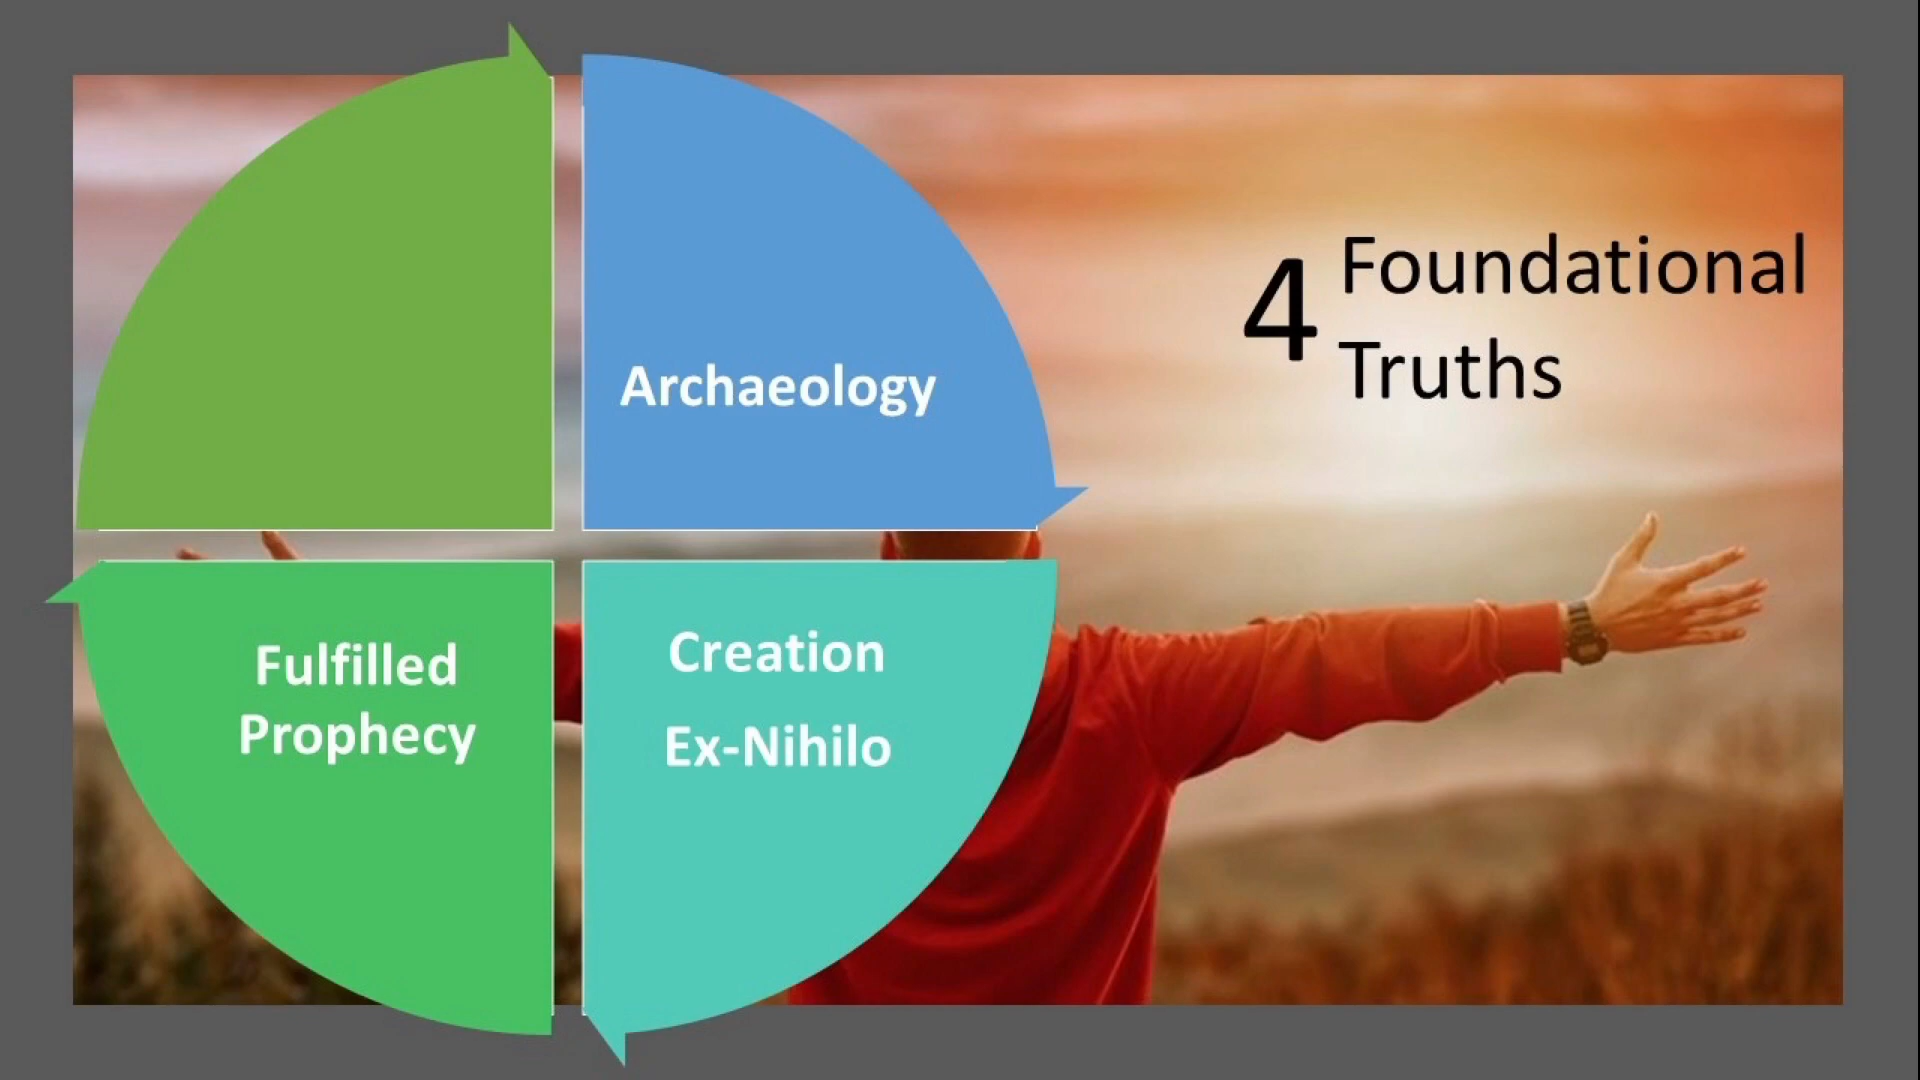 4 Foundational
Truths
Archaeology
Creation
Ex-Nihilo
Fulfilled
Prophecy